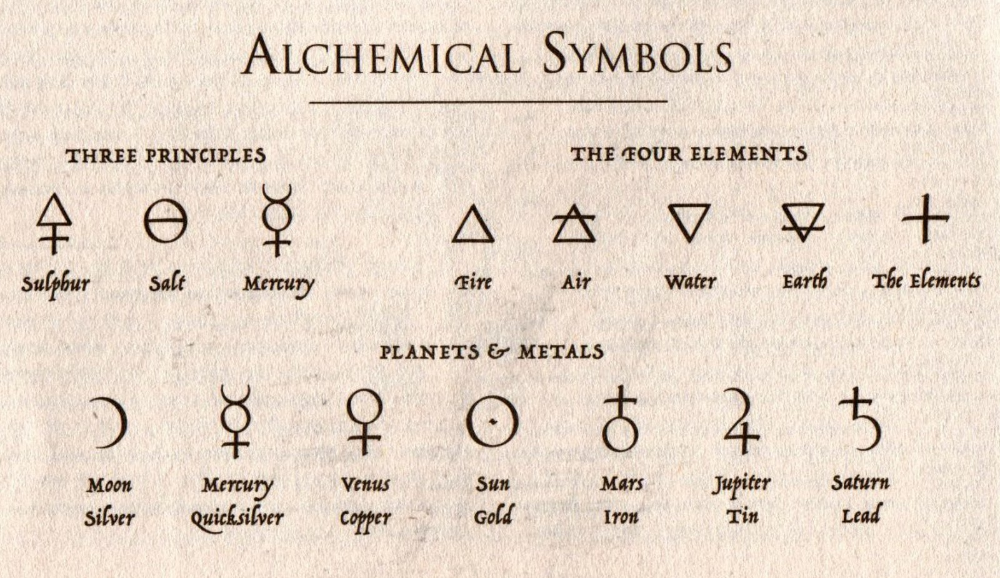 Alchemical Symbols
THREE PRINCIPLES
Sulphur Salt Mercury
THE FOUR ELEMENTS
Fire Air Water Earth The Elements
PLANETS & METALS
Moon Mercury Venus Sun Mars Jupiter Saturn
Silver Quicksilver Copper Gold Iron Tin Lead